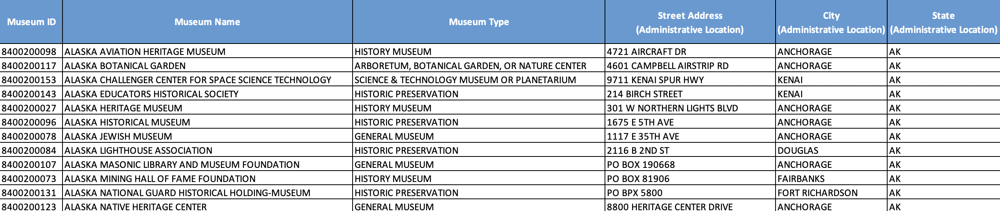 Museum ID Museum Name Museum Type Street Address (Administrative Location) City (Administrative Location) State (Administrative Location)
8400200098 ALASKA AVIATION HERITAGE MUSEUM HISTORY MUSEUM 4721 AIRCRAFT DR ANCHORAGE AK
8400200117 ALASKA BOTANICAL GARDEN ARBORETUM, BOTANICAL GARDEN, OR NATURE CENTER 4601 CAMPBELL AIRSTRIP RD ANCHORAGE AK
8400200153 ALASKA CHALLENGER CENTER FOR SPACE SCIENCE TECHNOLOGY SCIENCE & TECHNOLOGY MUSEUM OR PLANETARIUM 9711 KENAI SPUR HWY KENAI AK
8400200143 ALASKA EDUCATORS HISTORICAL SOCIETY HISTORIC PRESERVATION 214 BIRCH STREET KENAI AK
8400200027 ALASKA HERITAGE MUSEUM HISTORY MUSEUM 301 W NORTHERN LIGHTS BLVD ANCHORAGE AK
8400200096 ALASKA HISTORICAL MUSEUM HISTORIC PRESERVATION 1675 E 5TH AVE ANCHORAGE AK
8400200078 ALASKA JEWISH MUSEUM GENERAL MUSEUM 1117 E 35TH AVE ANCHORAGE AK
8400200084 ALASKA LIGHTHOUSE ASSOCIATION HISTORIC PRESERVATION 2116 B 2ND ST DOUGLAS AK
8400200107 ALASKA MASONIC LIBRARY AND MUSEUM FOUNDATION GENERAL MUSEUM PO BOX 190668 ANCHORAGE AK
8400200073 ALASKA MINING HALL OF FAME FOUNDATION HISTORY MUSEUM PO BOX 81906 FAIRBANKS AK
8400200131 ALASKA NATIONAL GUARD HISTORICAL HOLDING-MUSEUM HISTORIC PRESERVATION PO BPX 5800 FORT RICHARDSON AK
8400200123 ALASKA NATIVE HERITAGE CENTER GENERAL MUSEUM 8800 HERITAGE CENTER DRIVE ANCHORAGE AK